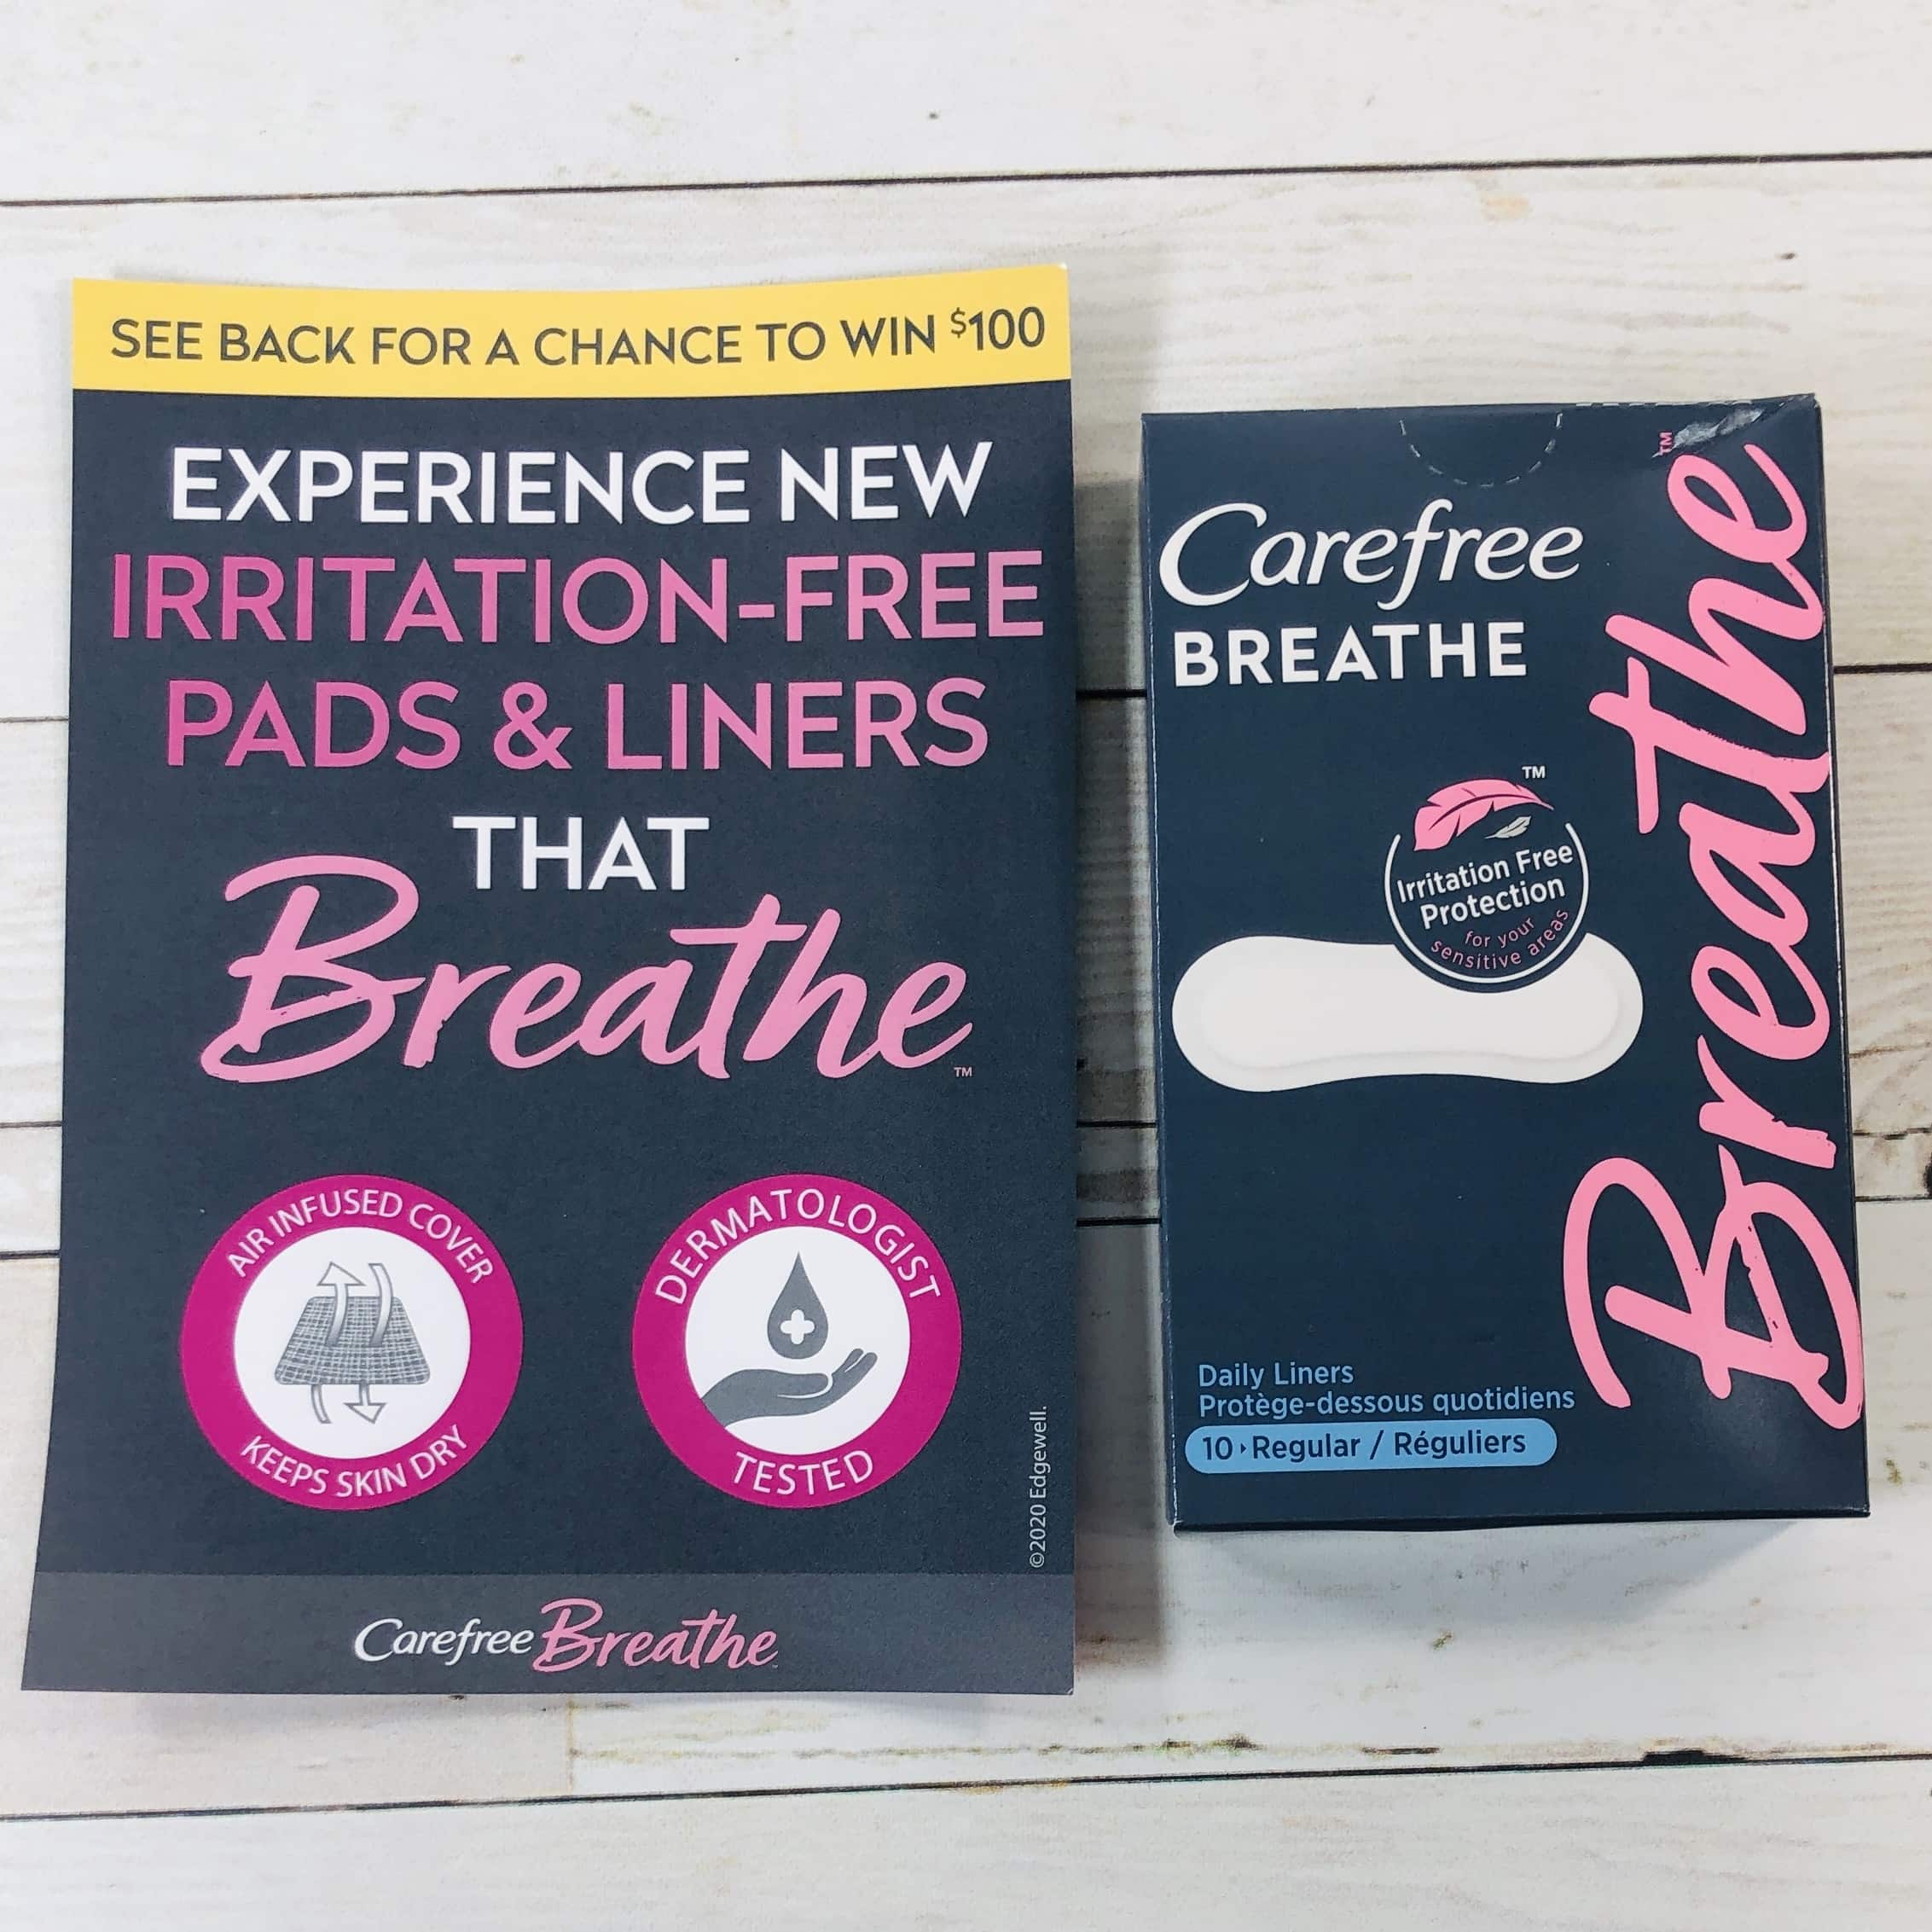 SEE BACK FOR A CHANCE TO WIN $100
EXPERIENCE NEW
IRRITATION-FREE
PADS & LINERS
THAT
Breathe™
AIR INFUSED COVER
KEEPS SKIN DRY
DERMATOLOGIST
TESTED
©2020 Edgewell.
Carefree Breathe
Carefree
BREATHE
Breathe™
™
Irritation Free
Protection
for your
sensitive areas
Daily Liners
Protège-dessous quotidiens
10 › Regular / Réguliers